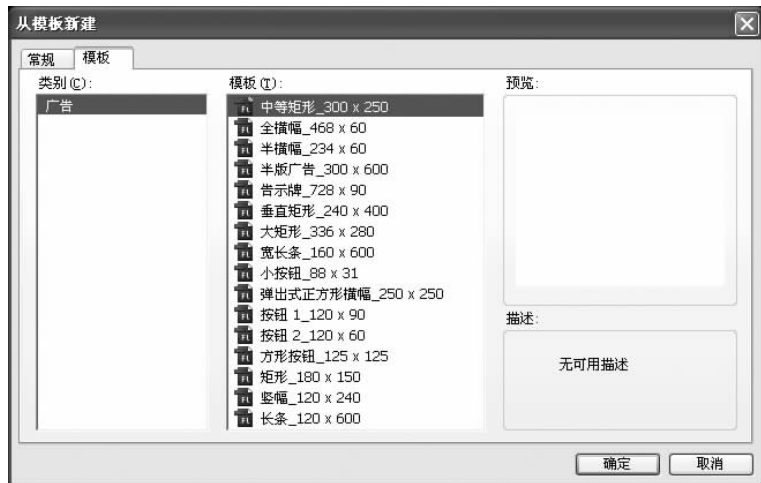 从模板新建
常规 模板
类别(C):
广告
模板(T):
中等矩形_300 x 250
全横幅_468 x 60
半横幅_234 x 60
半版广告_300 x 600
告示牌_728 x 90
垂直矩形_240 x 400
大矩形_336 x 280
宽长条_160 x 600
小按钮_88 x 31
弹出式正方形横幅_250 x 250
按钮 1_120 x 90
按钮 2_120 x 60
方形按钮_125 x 125
矩形_180 x 150
竖幅_120 x 240
长条_120 x 600
预览:
描述:
无可用描述
确定 取消